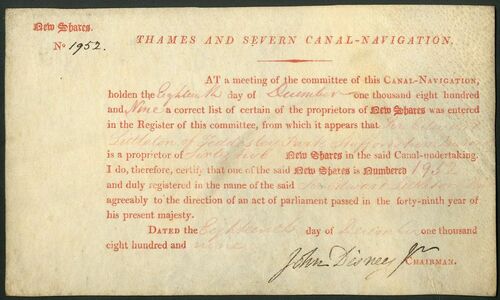 New Shares.
No 1952.
THAMES AND SEVERN CANAL-NAVIGATION.
AT a meeting of the committee of this CANAL-NAVIGATION,
holden the Eighteenth day of December one thousand eight hundred
and Nine a correct list of certain of the proprietors of New Shares was entered
in the Register of this committee, from which it appears that
Littleton of
is a proprietor of New Shares in the said Canal-undertaking.
I do, therefore, certify that one of the said New Shares is Numbered 1952
and duly registered in the name of the said
agreeably to the direction of an act of parliament passed in the forty-ninth year of
his present majesty.
DATED the Eighteenth day of December one thousand
eight hundred and nine
John Disney Jr
CHAIRMAN.